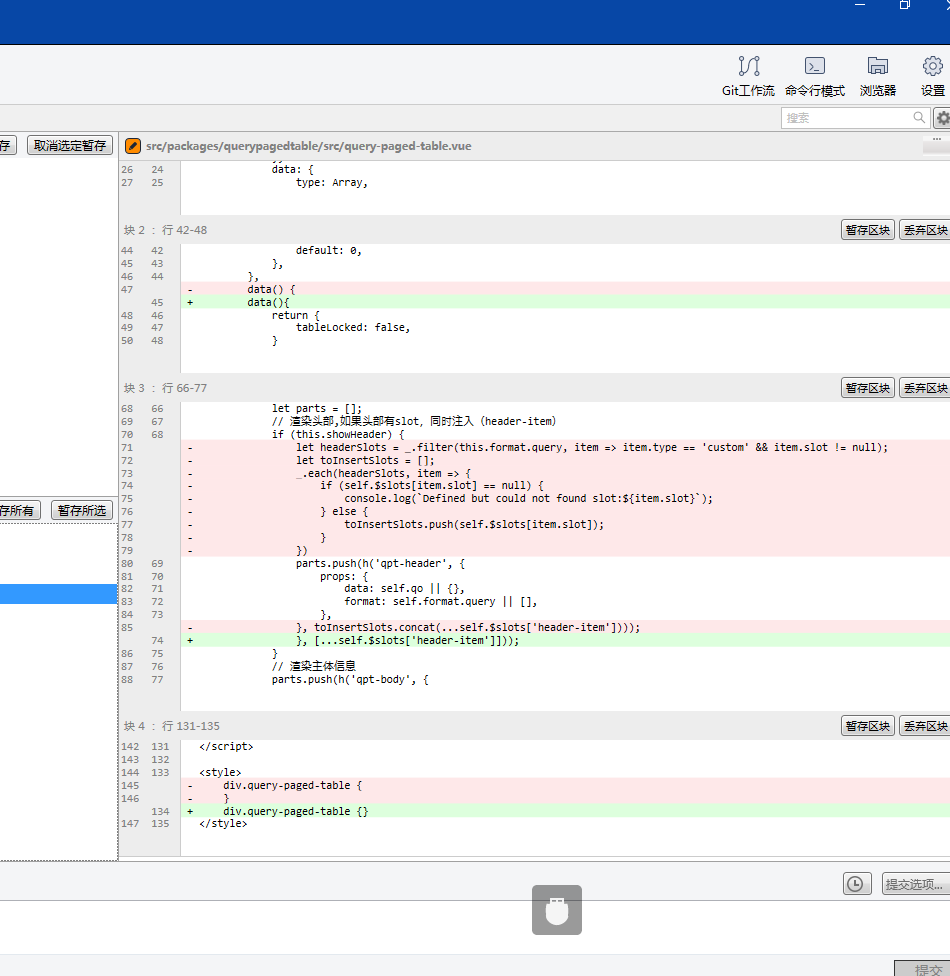 Git工作流 命令行模式 浏览器 设置
搜索
存 取消选定暂存 src/packages/querypagedtable/src/query-paged-table.vue ...
26 24 data: {
27 25 type: Array,
块 2 : 行 42-48 暂存区块 丢弃区块
44 42 default: 0,
45 43 },
46 44 },
47 - data() {
45 + data(){
48 46 return {
49 47 tableLocked: false,
50 48 }
块 3 : 行 66-77 暂存区块 丢弃区块
68 66 let parts = [];
69 67 // 渲染头部,如果头部有slot, 同时注入（header-item）
70 68 if (this.showHeader) {
71 - let headerSlots = _.filter(this.format.query, item => item.type == 'custom' && item.slot != null);
72 - let toInsertSlots = [];
73 - _.each(headerSlots, item => {
74 - if (self.$slots[item.slot] == null) {
75 - console.log(`Defined but could not found slot:${item.slot}`);
76 - } else {
77 - toInsertSlots.push(self.$slots[item.slot]);
78 - }
79 - })
80 69 parts.push(h('qpt-header', {
81 70 props: {
82 71 data: self.qo || {},
83 72 format: self.format.query || [],
84 73 },
85 - }, toInsertSlots.concat(...self.$slots['header-item'])));
74 + }, [...self.$slots['header-item']]));
86 75 }
87 76 // 渲染主体信息
88 77 parts.push(h('qpt-body', {
存所有 暂存所选
块 4 : 行 131-135 暂存区块 丢弃区块
142 131 </script>
143 132
144 133 <style>
145 - div.query-paged-table {
146 - }
134 + div.query-paged-table {}
147 135 </style>
提交选项...
提交